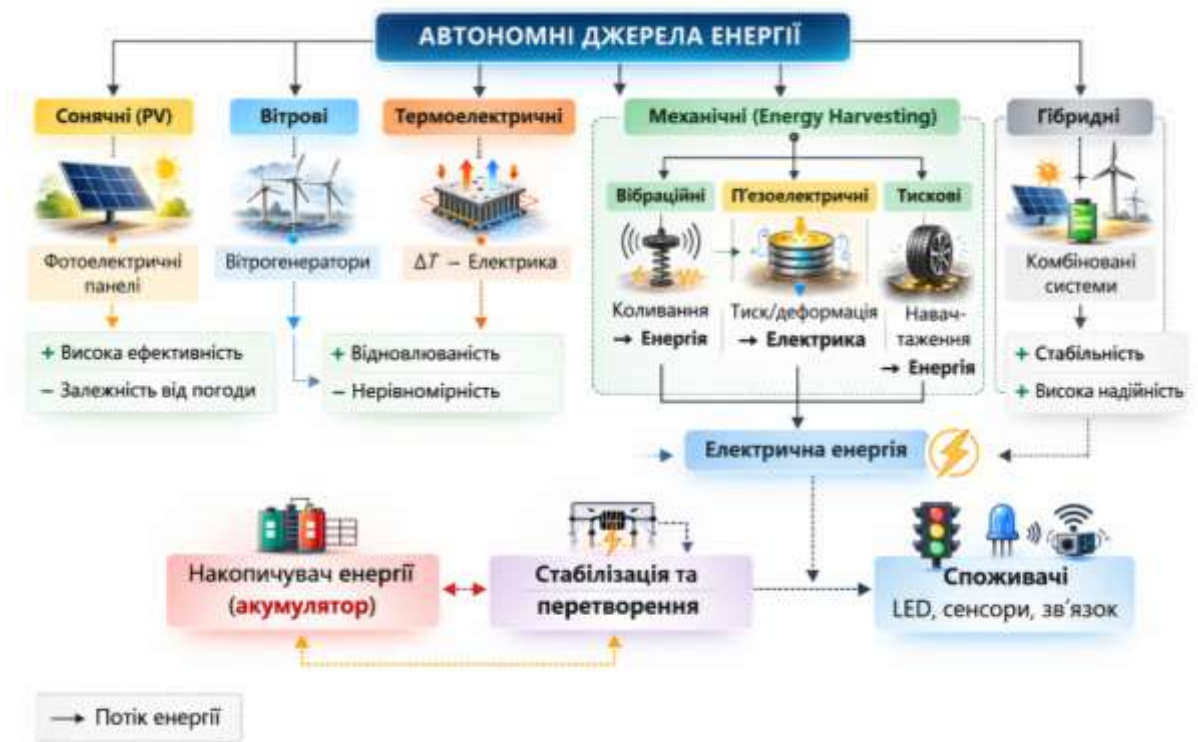 АВТОНОМНІ ДЖЕРЕЛА ЕНЕРГІЇ
Сонячні (PV)
Вітрові
Термоелектричні
Механічні (Energy Harvesting)
Гібридні
Вібраційні
П'єзоелектричні
Тискові
Фотоелектричні
панелі
Вітрогенератори
ΔT – Електрика
Коливання
→ Енергія
Тиск/деформація
→ Електрика
Навач-
таження
→ Енергія
Комбіновані
системи
+ Висока ефективність
– Залежність від погоди
+ Відновлюваність
– Нерівномірність
+ Стабільність
+ Висока надійність
Електрична енергія
Накопичувач енергії
(акумулятор)
Стабілізація та
перетворення
Споживачі
LED, сенсори, зв'язок
→ Потік енергії